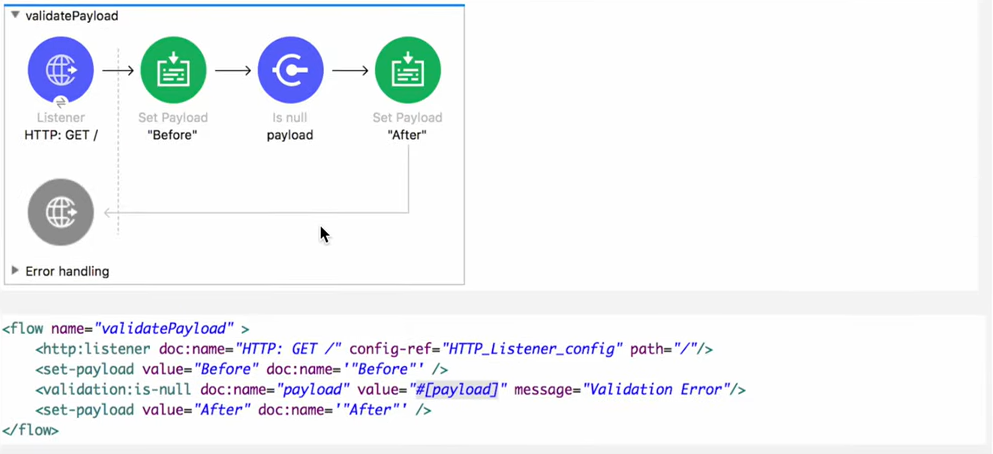 validatePayload
Listener
HTTP: GET /
Set Payload
"Before"
Is null
payload
Set Payload
"After"
Error handling
<flow name="validatePayload" >
<http:listener doc:name="HTTP: GET /" config-ref="HTTP_Listener_config" path="/"/>
<set-payload value="Before" doc:name='"Before"' />
<validation:is-null doc:name="payload" value="#[payload]" message="Validation Error"/>
<set-payload value="After" doc:name='"After"' />
</flow>